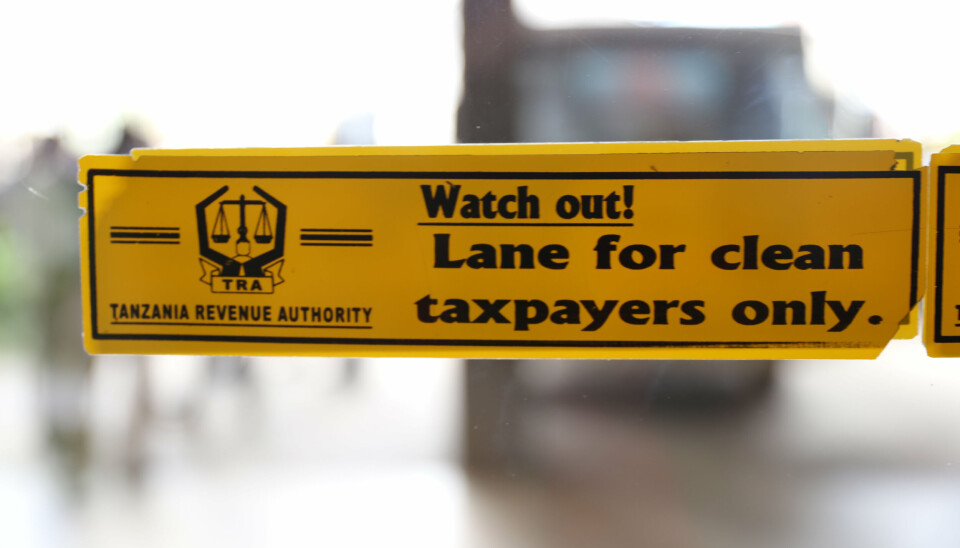 TRA
TANZANIA REVENUE AUTHORITY
Watch out!
Lane for clean
taxpayers only.